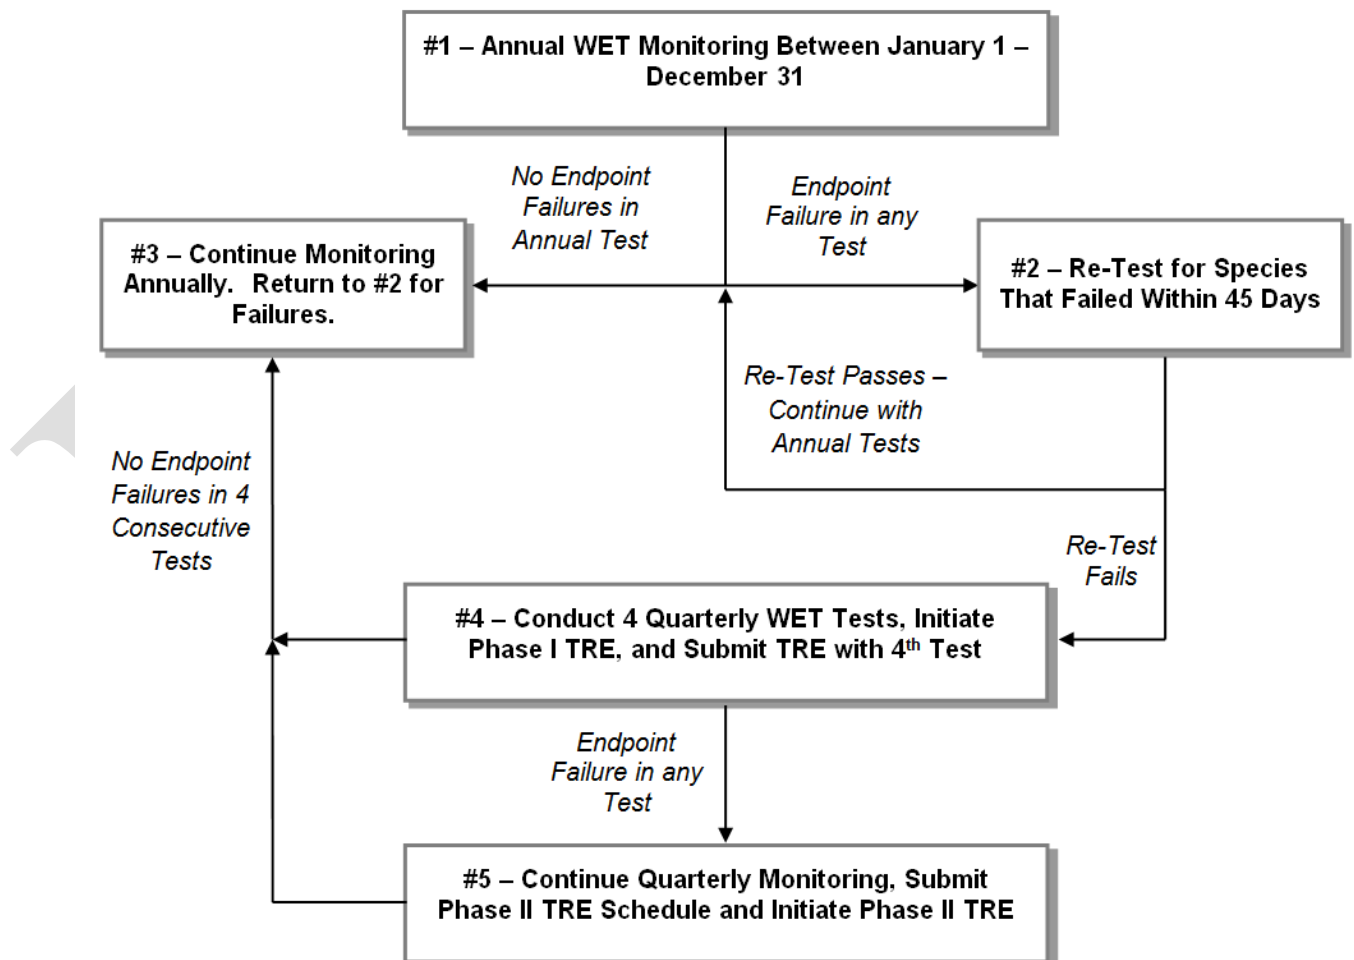 #1 – Annual WET Monitoring Between January 1 –
December 31
No Endpoint
Failures in
Annual Test
Endpoint
Failure in any
Test
#3 – Continue Monitoring
Annually. Return to #2 for
Failures.
#2 – Re-Test for Species
That Failed Within 45 Days
Re-Test Passes –
Continue with
Annual Tests
No Endpoint
Failures in 4
Consecutive
Tests
Re-Test
Fails
#4 – Conduct 4 Quarterly WET Tests, Initiate
Phase I TRE, and Submit TRE with 4th Test
Endpoint
Failure in any
Test
#5 – Continue Quarterly Monitoring, Submit
Phase II TRE Schedule and Initiate Phase II TRE